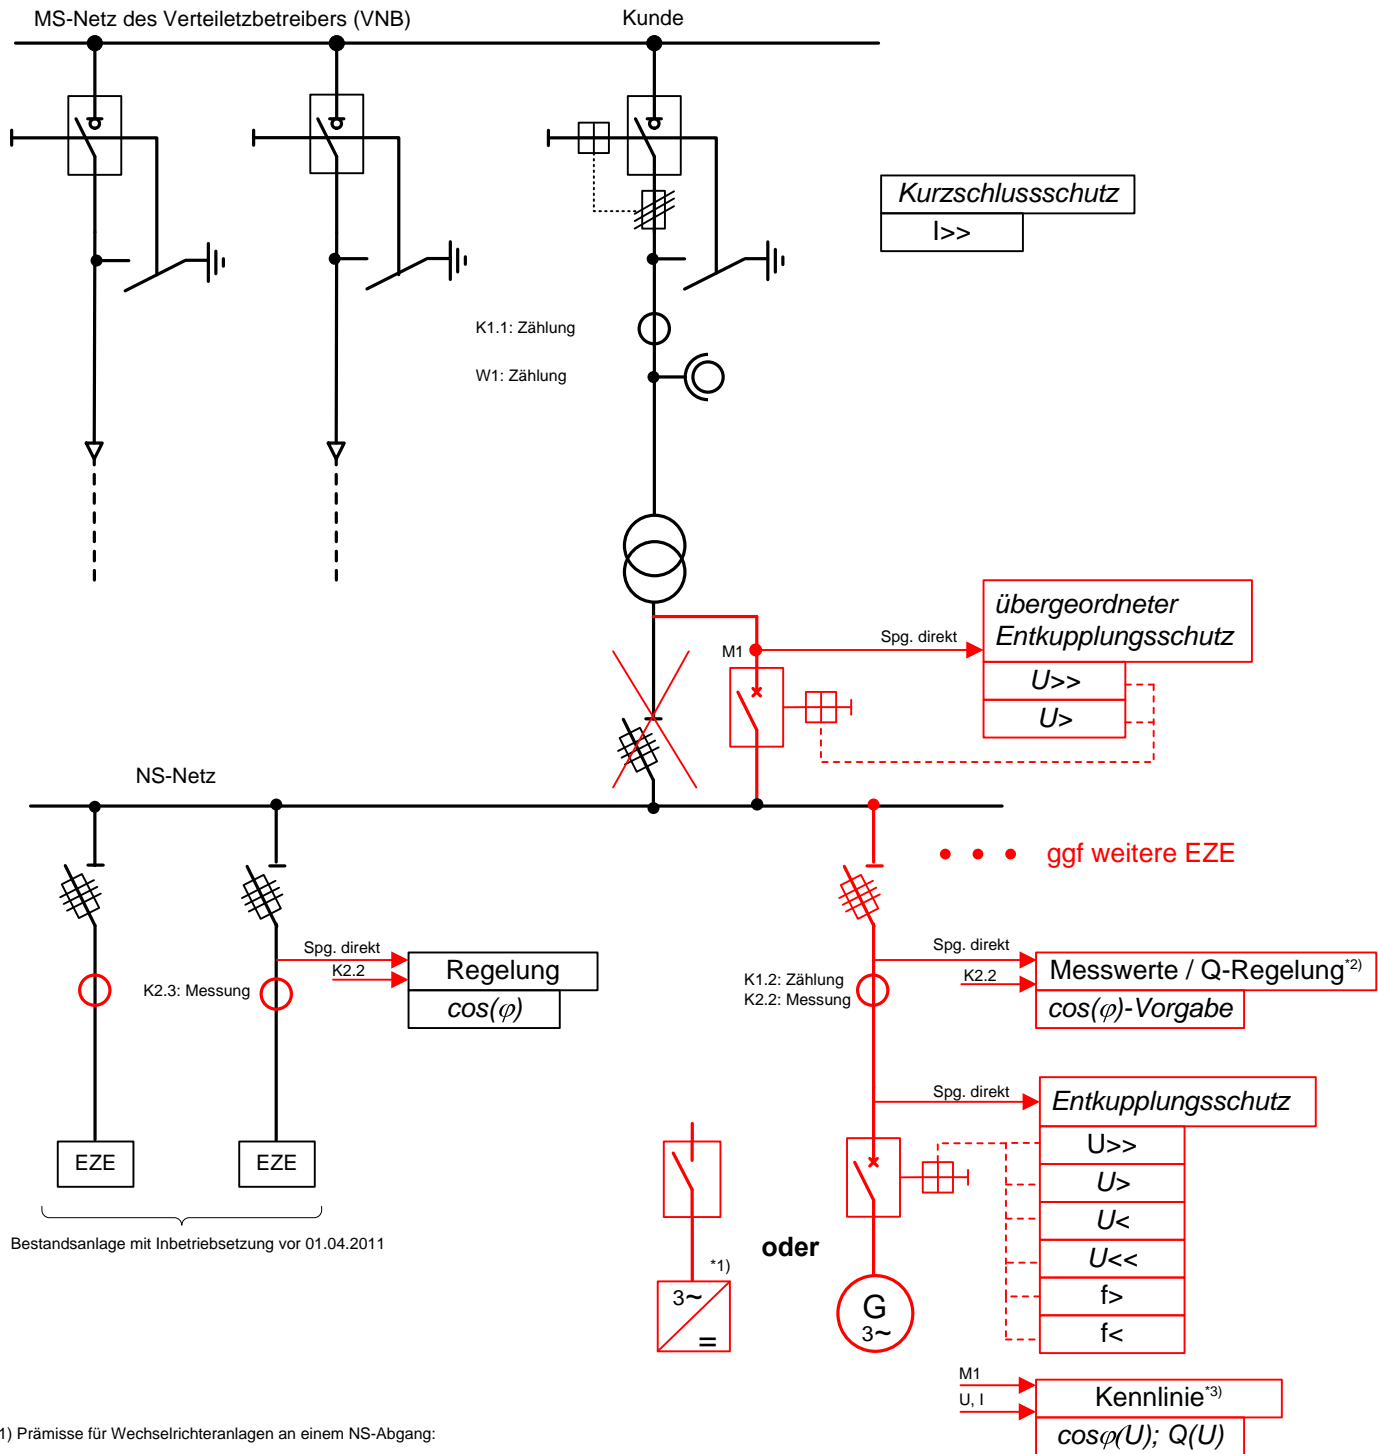 MS-Netz des Verteiletzbetreibers (VNB)
Kunde
Kurzschlussschutz
I>>
K1.1: Zählung
W1: Zählung
übergeordneter
Entkupplungsschutz
Spg. direkt
M1
U>>
U>
NS-Netz
ggf weitere EZE
Spg. direkt
K2.2
Regelung
cos(φ)
K2.3: Messung
Spg. direkt
K2.2
Messwerte / Q-Regelung*2)
cos(φ)-Vorgabe
K1.2: Zählung
K2.2: Messung
Spg. direkt
Entkupplungsschutz
U>>
U>
U<
U<<
f>
f<
EZE
EZE
Bestandsanlage mit Inbetriebsetzung vor 01.04.2011
oder
*1)
3~
=
G
3~
M1
U, I
Kennlinie*3)
cosφ(U); Q(U)
1) Prämisse für Wechselrichteranlagen an einem NS-Abgang: